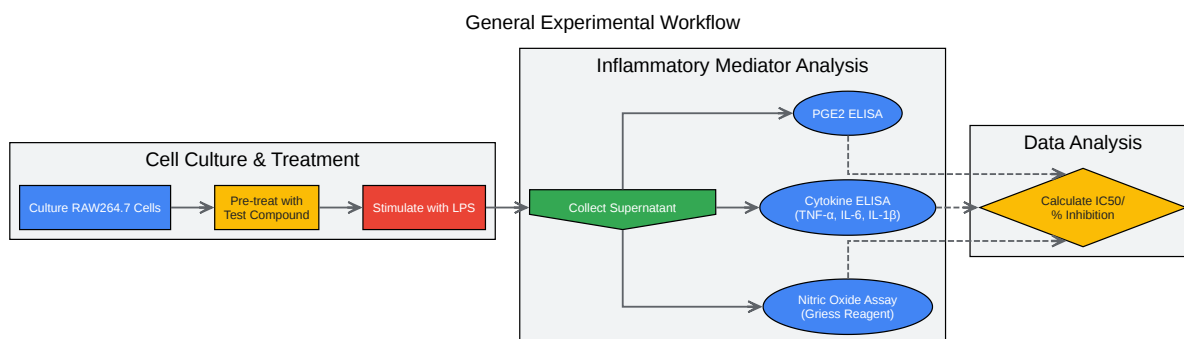 General Experimental Workflow
Inflammatory Mediator Analysis
PGE2 ELISA
Data Analysis
Cell Culture & Treatment
Culture RAW264.7 Cells
Pre-treat with
Test Compound
Stimulate with LPS
Collect Supernatant
Cytokine ELISA
(TNF-α, IL-6, IL-1β)
Calculate IC50/
% Inhibition
Nitric Oxide Assay
(Griess Reagent)